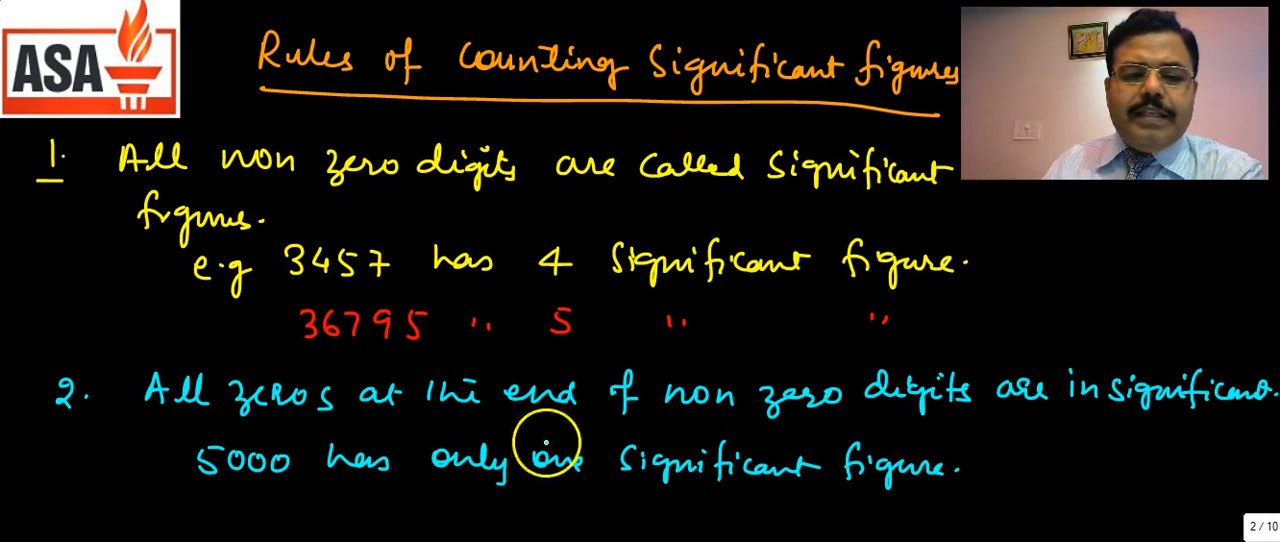 ASA
Rules of Counting Significant figures
1. All non zero digits are called Significant
figures.
e.g 3457 has 4 Significant figure.
36795 " 5 " "
2. All zeros at the end of non zero digits are insignificant.
5000 has only one significant figure.
2 / 10